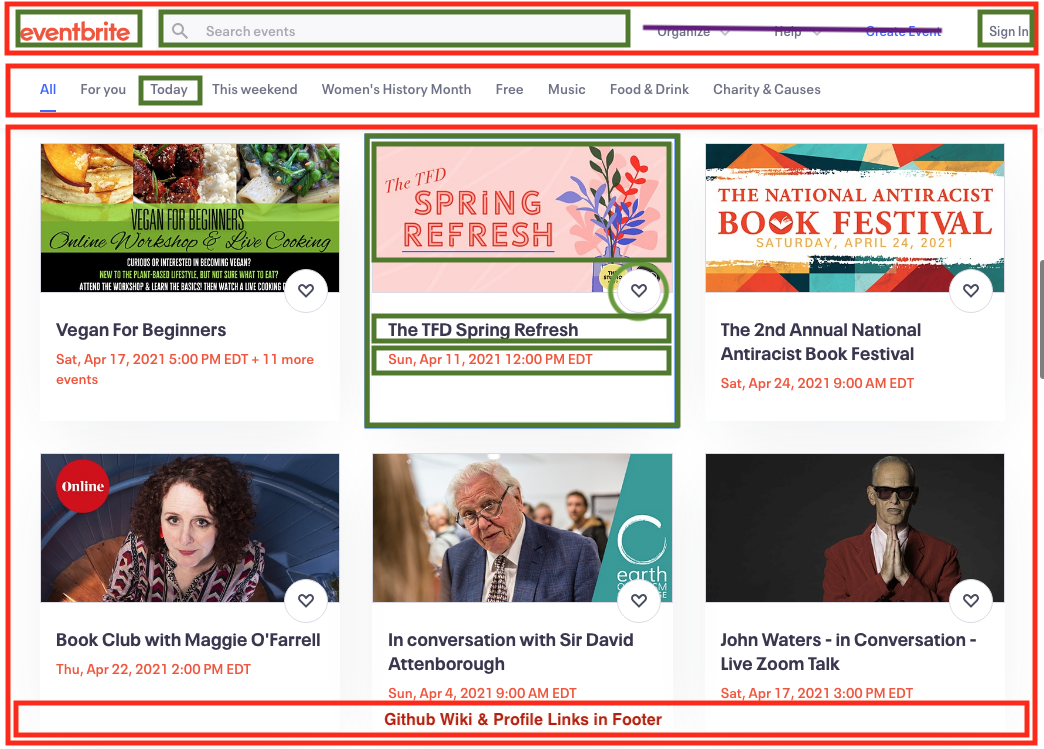 eventbrite
Search events
Organize
Help
Create Event
Sign In
All
For you
Today
This weekend
Women's History Month
Free
Music
Food & Drink
Charity & Causes
VEGAN FOR BEGINNERS
Online Workshop & Live Cooking
CURIOUS OR INTERESTED IN BECOMING VEGAN?
NEW TO THE PLANT-BASED LIFESTYLE, BUT NOT SURE WHAT TO EAT?
ATTEND THE WORKSHOP & LEARN THE BASICS! THEN WATCH A LIVE COOKING
The TFD
SPRING
REFRESH
THE NATIONAL ANTIRACIST
BOOK FESTIVAL
SATURDAY, APRIL 24, 2021
Vegan For Beginners
Sat, Apr 17, 2021 5:00 PM EDT + 11 more
events
The TFD Spring Refresh
Sun, Apr 11, 2021 12:00 PM EDT
The 2nd Annual National
Antiracist Book Festival
Sat, Apr 24, 2021 9:00 AM EDT
Online
earth
Book Club with Maggie O'Farrell
Thu, Apr 22, 2021 2:00 PM EDT
In conversation with Sir David
Attenborough
Sun, Apr 4, 2021 9:00 AM EDT
John Waters - in Conversation -
Live Zoom Talk
Sat, Apr 17, 2021 3:00 PM EDT
Github Wiki & Profile Links in Footer